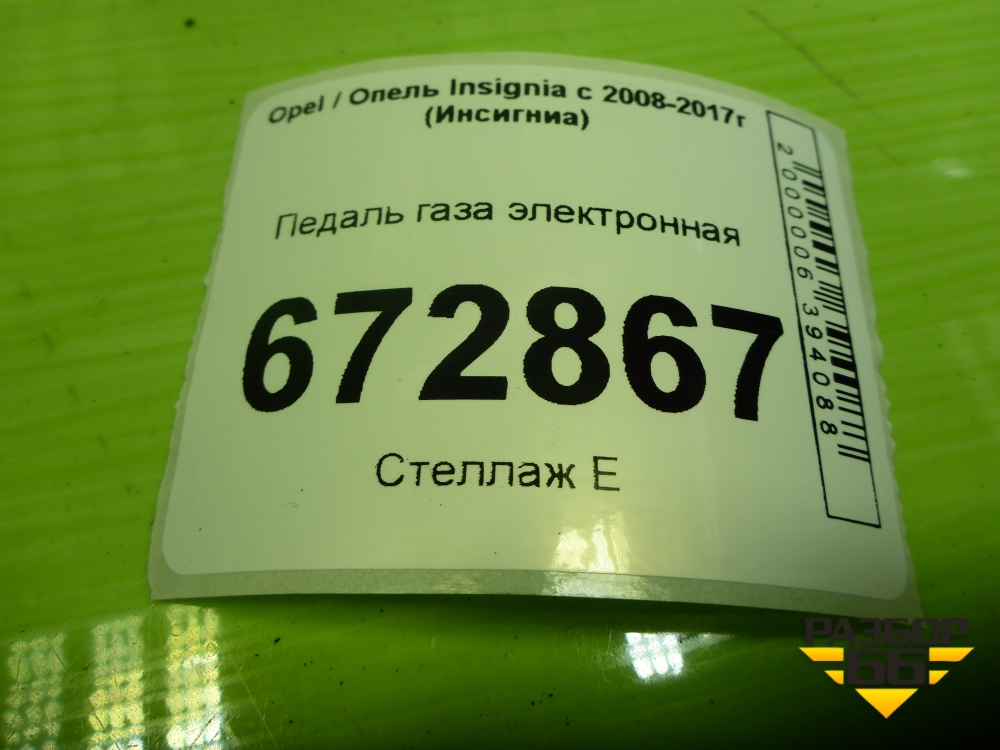 Opel / Опель Insignia с 2008-2017г
(Инсигниа)
Педаль газа электронная
672867
Стеллаж Е
2000006394088
РАЗБОР
66